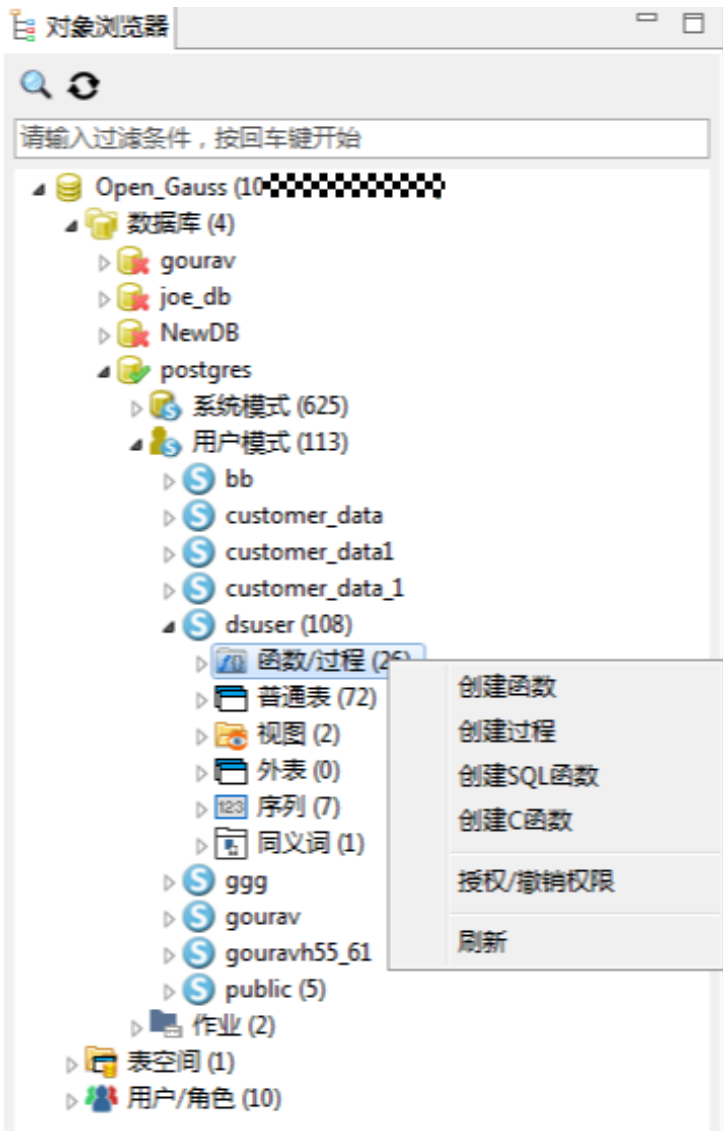 对象浏览器
请输入过滤条件，按回车键开始
Open_Gauss (10
数据库 (4)
gourav
joe_db
NewDB
postgres
系统模式 (625)
用户模式 (113)
bb
customer_data
customer_data1
customer_data_1
dsuser (108)
函数/过程 (26)
普通表 (72)
视图 (2)
外表 (0)
123 序列 (7)
同义词 (1)
ggg
gourav
gouravh55_61
public (5)
作业 (2)
表空间 (1)
用户/角色 (10)
创建函数
创建过程
创建SQL函数
创建C函数
授权/撤销权限
刷新